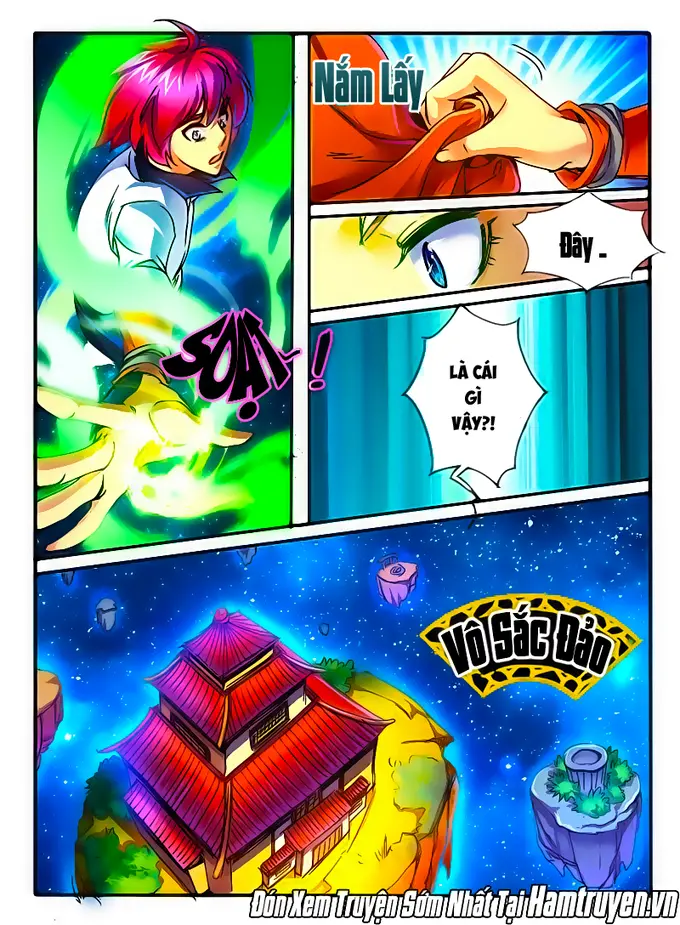 Nắm Lấy
Đây ..
SOẠT~!
LÀ CÁI
GÌ
VẬY?!
Vô Sắc Đảo
Đón Xem Truyện Sớm Nhất Tại Hamtruyen.vn